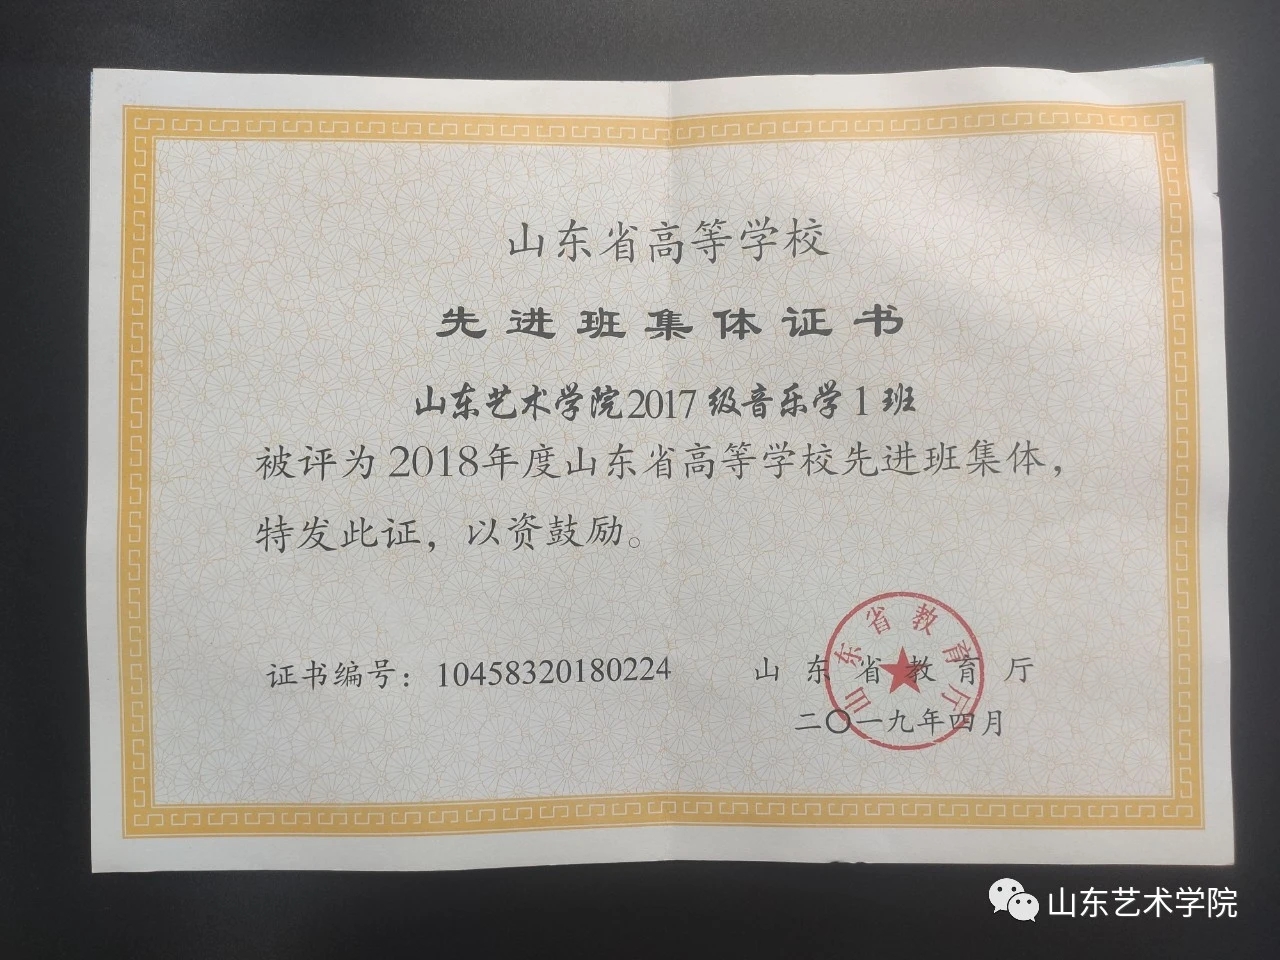 山东省高等学校
先进班集体证书
山东艺术学院2017级音乐学1班
被评为2018年度山东省高等学校先进班集体，
特发此证，以资鼓励。
证书编号：10458320180224
山东省教育厅
二〇一九年四月
山东省教育厅
山东艺术学院